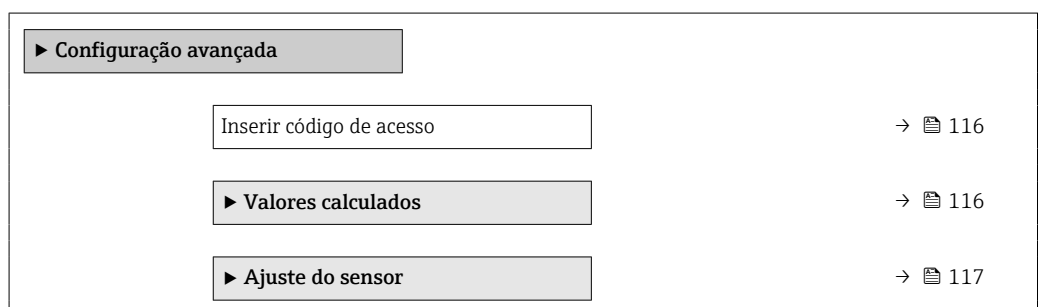 ▶ Configuração avançada
Inserir código de acesso → 116
▶ Valores calculados → 116
▶ Ajuste do sensor → 117